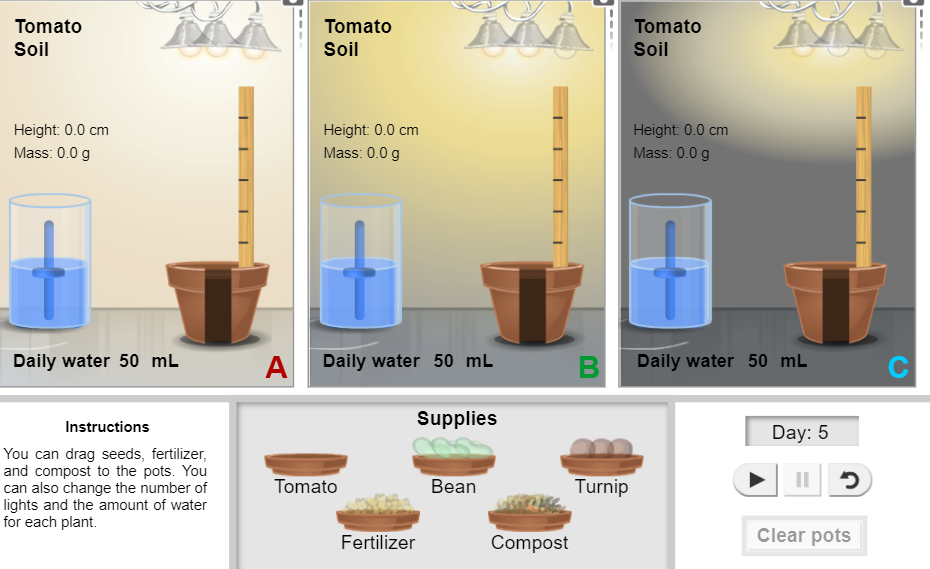 Tomato
Soil
Height: 0.0 cm
Mass: 0.0 g
Daily water 50 mL
A
Tomato
Soil
Height: 0.0 cm
Mass: 0.0 g
Daily water 50 mL
B
Tomato
Soil
Height: 0.0 cm
Mass: 0.0 g
Daily water 50 mL
C
Instructions
You can drag seeds, fertilizer,
and compost to the pots. You
can also change the number of
lights and the amount of water
for each plant.
Supplies
Tomato
Bean
Turnip
Fertilizer
Compost
Day: 5
Clear pots